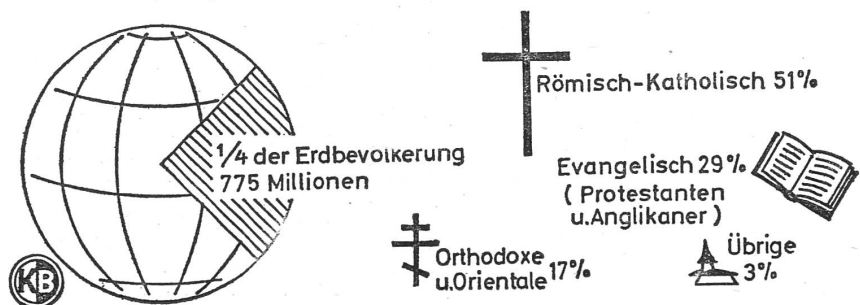 Römisch-Katholisch 51%
1/4 der Erdbevölkerung
775 Millionen
Evangelisch 29%
( Protestanten
u.Anglikaner )
Orthodoxe
u.Orientale 17%
Übrige
3%
KB